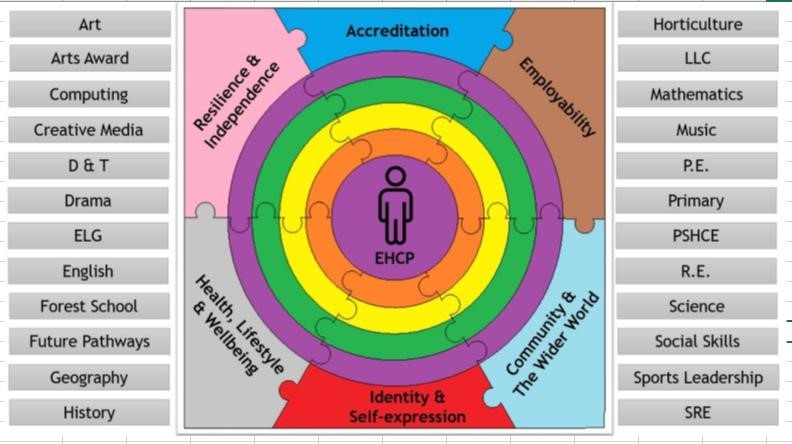 Art
Arts Award
Computing
Creative Media
D & T
Drama
ELG
English
Forest School
Future Pathways
Geography
History
Accreditation
Resilience &
Independence
Employability
EHCP
Health, Lifestyle
& Wellbeing
Community &
The Wider World
Identity &
Self-expression
Horticulture
LLC
Mathematics
Music
P.E.
Primary
PSHCE
R.E.
Science
Social Skills
Sports Leadership
SRE